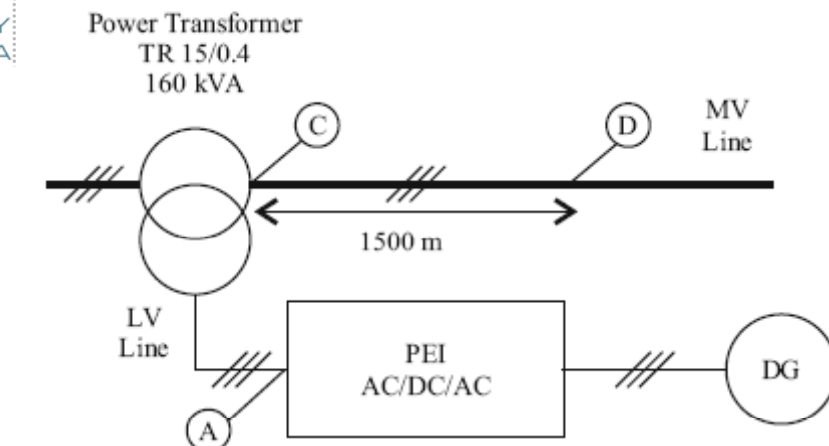 Power Transformer
TR 15/0.4
160 kVA
C
D
MV
Line
1500 m
LV
Line
PEI
AC/DC/AC
DG
A